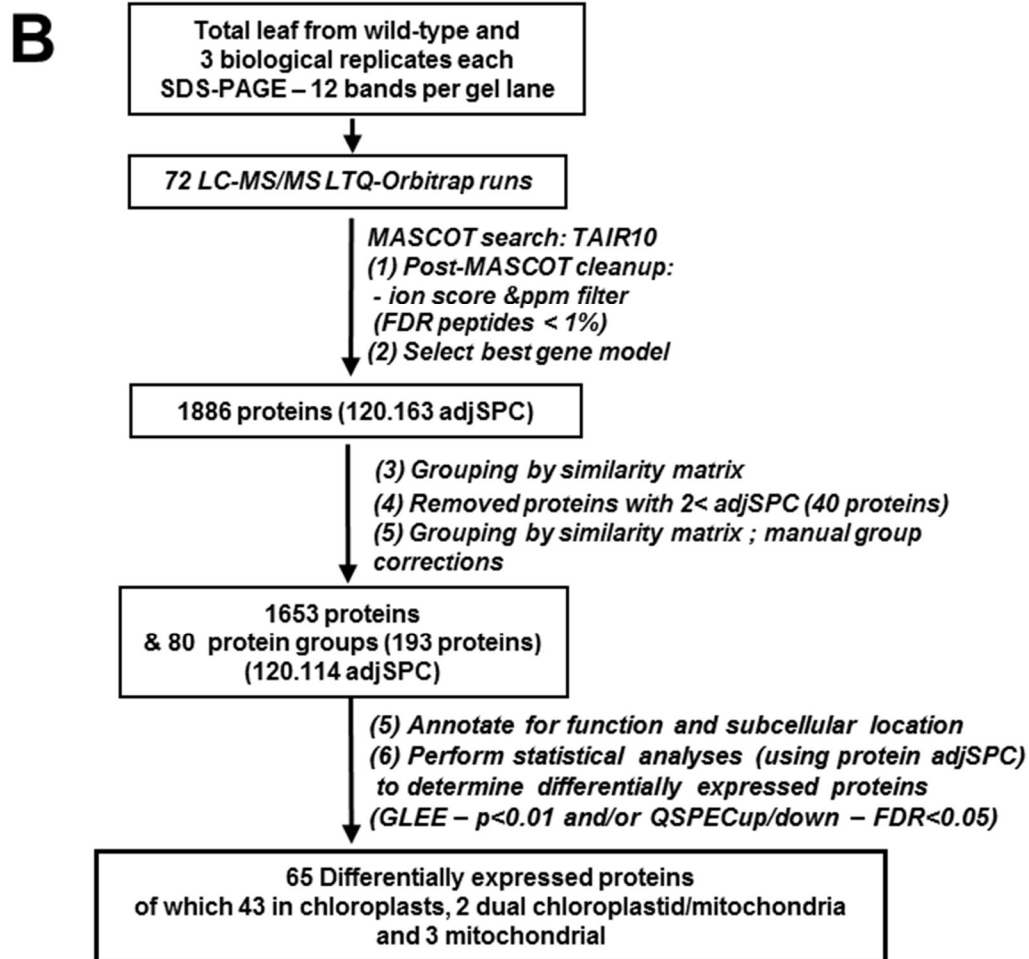 B
Total leaf from wild-type and
3 biological replicates each
SDS-PAGE – 12 bands per gel lane
72 LC-MS/MS LTQ-Orbitrap runs
MASCOT search: TAIR10
(1) Post-MASCOT cleanup:
- ion score &ppm filter
(FDR peptides < 1%)
(2) Select best gene model
1886 proteins (120.163 adjSPC)
(3) Grouping by similarity matrix
(4) Removed proteins with 2< adjSPC (40 proteins)
(5) Grouping by similarity matrix ; manual group
corrections
1653 proteins
& 80 protein groups (193 proteins)
(120.114 adjSPC)
(5) Annotate for function and subcellular location
(6) Perform statistical analyses (using protein adjSPC)
to determine differentially expressed proteins
(GLEE – p<0.01 and/or QSPECup/down – FDR<0.05)
65 Differentially expressed proteins
of which 43 in chloroplasts, 2 dual chloroplastid/mitochondria
and 3 mitochondrial